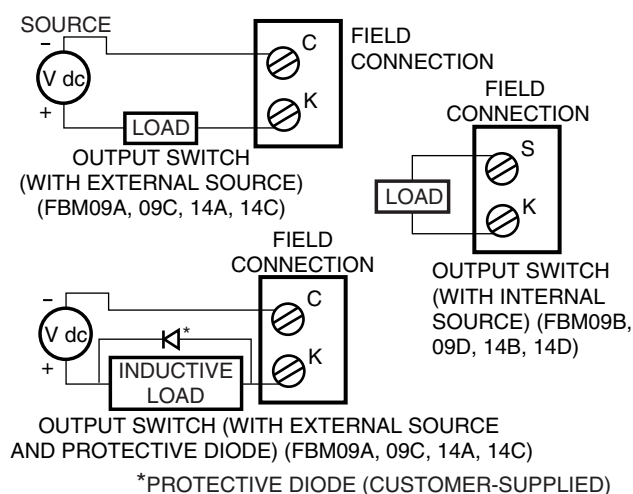 SOURCE
−
V dc
+
LOAD
C
K
FIELD
CONNECTION
OUTPUT SWITCH
(WITH EXTERNAL SOURCE)
(FBM09A, 09C, 14A, 14C)
FIELD
CONNECTION
S
K
LOAD
OUTPUT SWITCH
(WITH INTERNAL
SOURCE) (FBM09B,
09D, 14B, 14D)
FIELD
CONNECTION
−
V dc
+
*
INDUCTIVE
LOAD
C
K
OUTPUT SWITCH (WITH EXTERNAL SOURCE
AND PROTECTIVE DIODE) (FBM09A, 09C, 14A, 14C)
*PROTECTIVE DIODE (CUSTOMER-SUPPLIED)